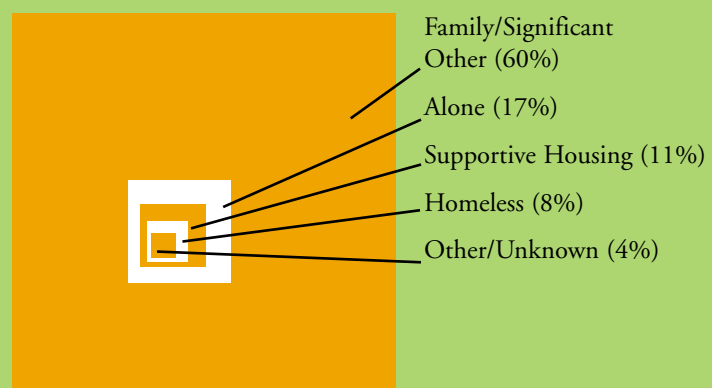 Family/Significant
Other (60%)
Alone (17%)
Supportive Housing (11%)
Homeless (8%)
Other/Unknown (4%)